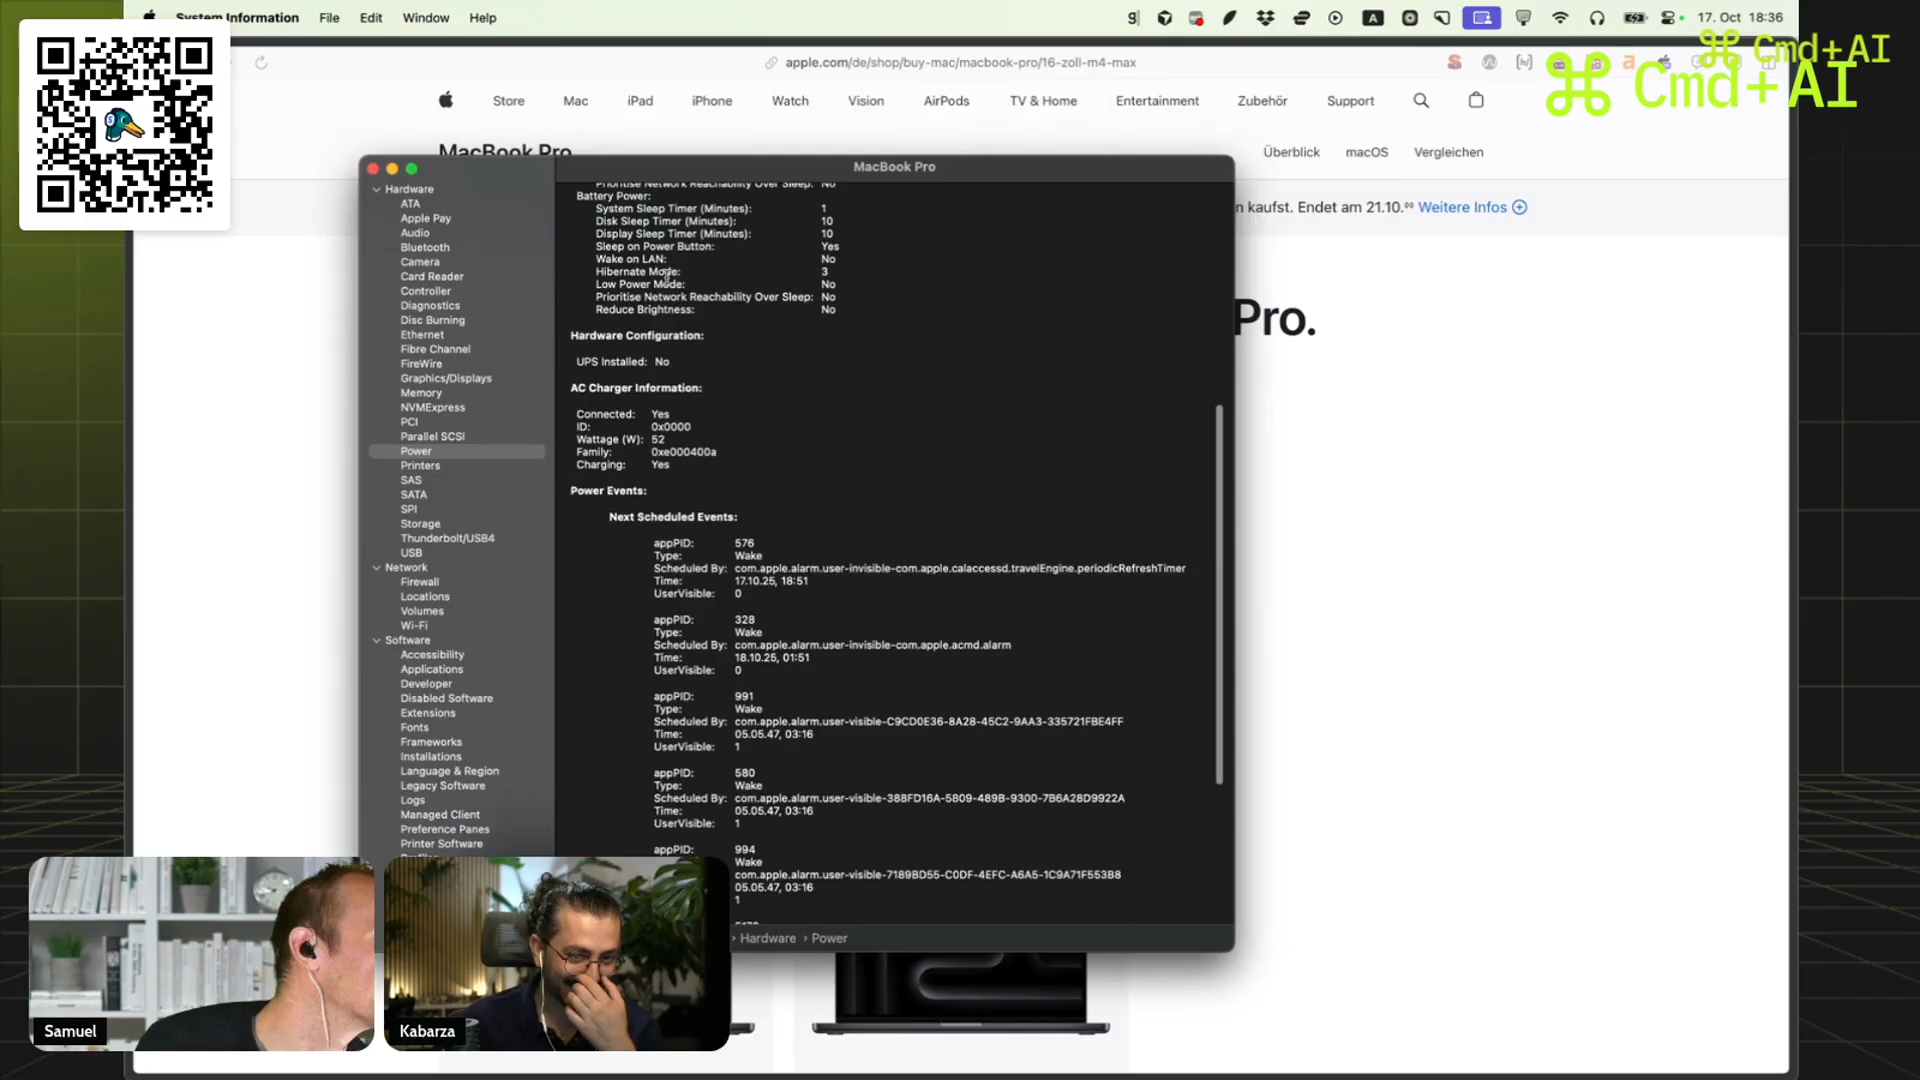 System Information File Edit Window Help
17. Oct 18:36
apple.com/de/shop/buy-mac/macbook-pro/16-zoll-m4-max
⌘ Cmd+AI
⌘ Cmd+AI
Store Mac iPad iPhone Watch Vision AirPods TV & Home Entertainment Zubehör Support
MacBook Pro
Überblick macOS Vergleichen
n kaufst. Endet am 21.10.⁰⁰ Weitere Infos
Pro.
MacBook Pro
Hardware
ATA
Apple Pay
Audio
Bluetooth
Camera
Card Reader
Controller
Diagnostics
Disc Burning
Ethernet
Fibre Channel
FireWire
Graphics/Displays
Memory
NVMExpress
PCI
Parallel SCSI
Power
Printers
SAS
SATA
SPI
Storage
Thunderbolt/USB4
USB
Network
Firewall
Locations
Volumes
Wi-Fi
Software
Accessibility
Applications
Developer
Disabled Software
Extensions
Fonts
Frameworks
Installations
Language & Region
Legacy Software
Logs
Managed Client
Preference Panes
Printer Software
Prioritise Network Reachability Over Sleep: No
Battery Power:
System Sleep Timer (Minutes): 1
Disk Sleep Timer (Minutes): 10
Display Sleep Timer (Minutes): 10
Sleep on Power Button: Yes
Wake on LAN: No
Hibernate Mode: 3
Low Power Mode: No
Prioritise Network Reachability Over Sleep: No
Reduce Brightness: No
Hardware Configuration:
UPS Installed: No
AC Charger Information:
Connected: Yes
ID: 0x0000
Wattage (W): 52
Family: 0xe000400a
Charging: Yes
Power Events:
Next Scheduled Events:
appPID: 576
Type: Wake
Scheduled By: com.apple.alarm.user-invisible-com.apple.calaccessd.travelEngine.periodicRefreshTimer
Time: 17.10.25, 18:51
UserVisible: 0
appPID: 328
Type: Wake
Scheduled By: com.apple.alarm.user-invisible-com.apple.acmd.alarm
Time: 18.10.25, 01:51
UserVisible: 0
appPID: 991
Type: Wake
Scheduled By: com.apple.alarm.user-visible-C9CD0E36-8A28-45C2-9AA3-335721FBE4FF
Time: 05.05.47, 03:16
UserVisible: 1
appPID: 580
Type: Wake
Scheduled By: com.apple.alarm.user-visible-388FD16A-5809-489B-9300-7B6A28D9922A
Time: 05.05.47, 03:16
UserVisible: 1
appPID: 994
Wake
com.apple.alarm.user-visible-7189BD55-C0DF-4EFC-A6A5-1C9A71F553B8
05.05.47, 03:16
1
› Hardware › Power
Samuel
Kabarza